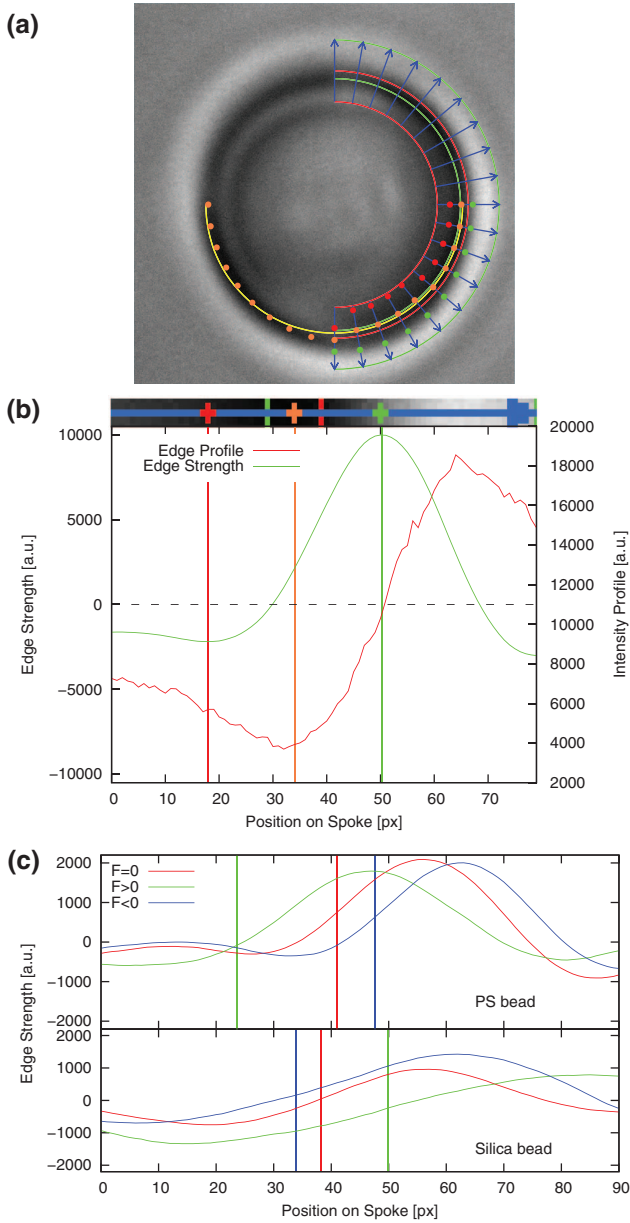 (a)
(b)
Edge Profile
Edge Strength
10000
5000
0
−5000
−10000
Edge Strength [a.u.]
20000
18000
16000
14000
12000
10000
8000
6000
4000
2000
Intensity Profile [a.u.]
0 10 20 30 40 50 60 70
Position on Spoke [px]
(c)
F=0
F>0
F<0
2000
1000
0
−1000
−2000
PS bead
Edge Strength [a.u.]
2000
1000
0
−1000
−2000
Silica bead
0 10 20 30 40 50 60 70 80 90
Position on Spoke [px]